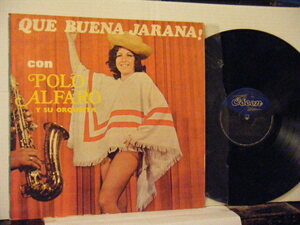 QUE BUENA JARANA!
con
POLO
ALFARO
Y SU ORQUESTA
Odeon